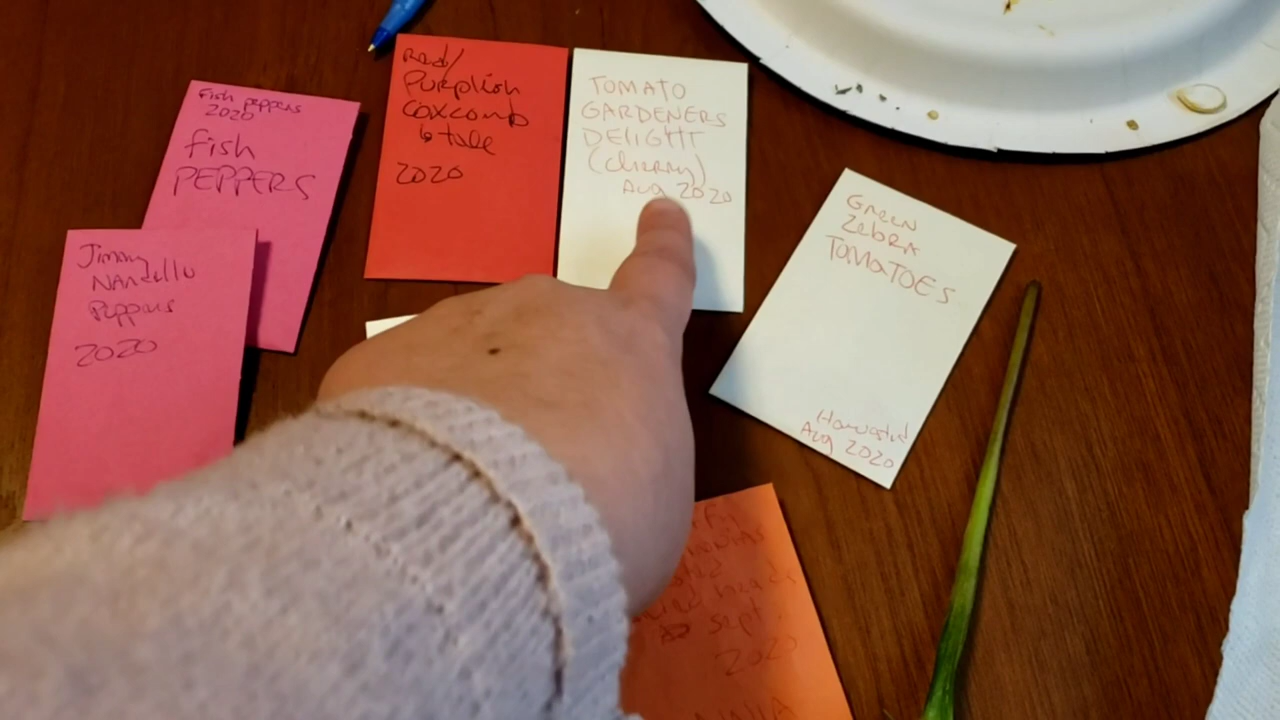 Fish peppers
2020
fish
PEPPERS
Jimmy
NARdello
Peppers
2020
Red/
Purplish
Coxcomb
6 tall
2020
TOMATO
GARDENERS
DELIGHT
(cherry)
Aug 2020
GReen
ZebRA
TOMATOES
Harvested
Aug 2020
sept
2020